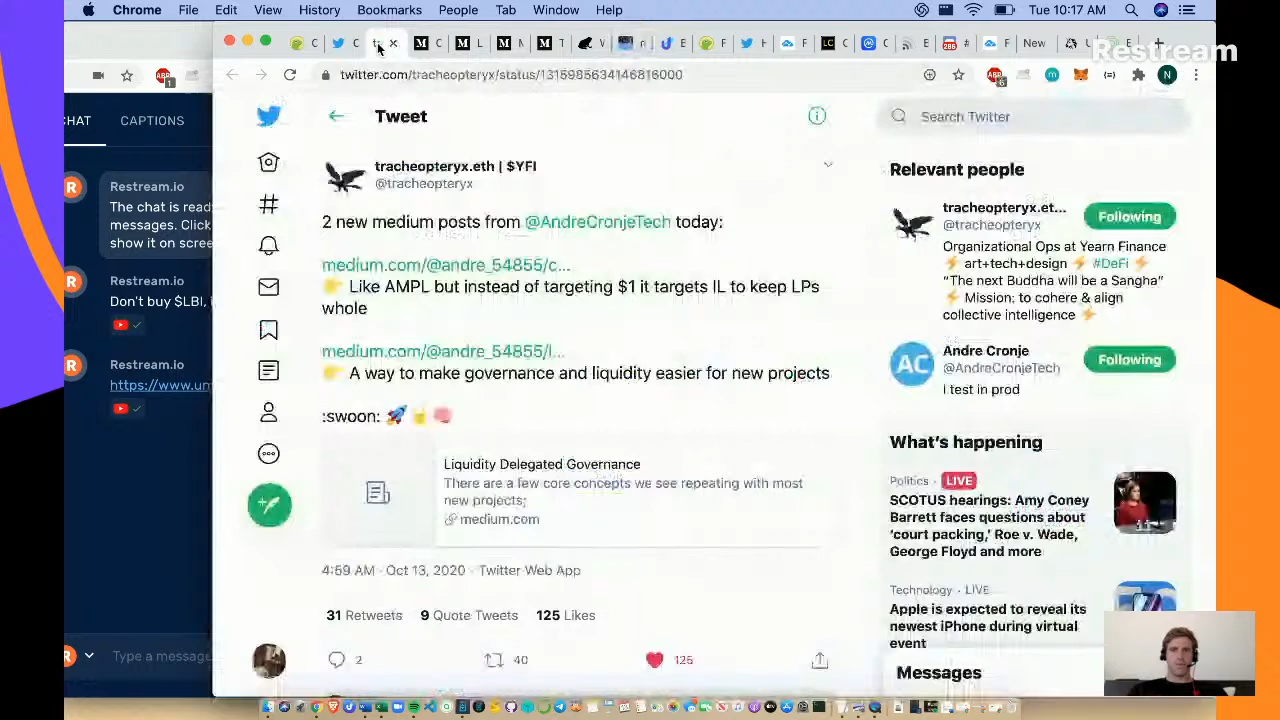 Chrome File Edit View History Bookmarks People Tab Window Help
Tue 10:17 AM
Restream
twitter.com/tracheopteryx/status/1315985634146816000
CHAT CAPTIONS
Restream.io
The chat is read
messages. Click
show it on scree
Restream.io
Don't buy $LBI, i
Restream.io
https://www.un
Type a message
Tweet
tracheopteryx.eth | $YFI
@tracheopteryx
2 new medium posts from @AndreCronjeTech today:
medium.com/@andre_54855/c...
👉 Like AMPL but instead of targeting $1 it targets IL to keep LPs
whole
medium.com/@andre_54855/l...
👉 A way to make governance and liquidity easier for new projects
:swoon: 🚀
Liquidity Delegated Governance
There are a few core concepts we see repeating with most
new projects;
medium.com
4:59 AM · Oct 13, 2020 · Twitter Web App
31 Retweets 9 Quote Tweets 125 Likes
2 40 125
Search Twitter
Relevant people
tracheopteryx.et...
@tracheopteryx
Following
Organizational Ops at Yearn Finance
⚡ art+tech+design ⚡ #DeFi ⚡
“The next Buddha will be a Sangha”
⚡ Mission: to cohere & align
collective intelligence ⚡
AC
Andre Cronje
@AndreCronjeTech
Following
I test in prod
What's happening
Politics · LIVE
SCOTUS hearings: Amy Coney
Barrett faces questions about
‘court packing,’ Roe v. Wade,
George Floyd and more
Technology · LIVE
Apple is expected to reveal its
newest iPhone during virtual
event
Messages